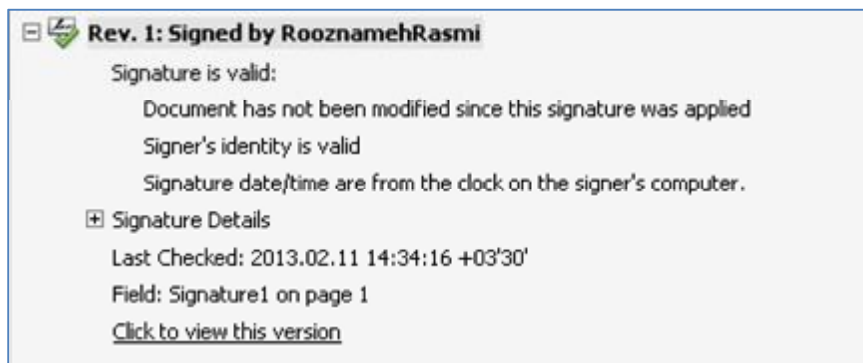 Rev. 1: Signed by RooznamehRasmi
Signature is valid:
Document has not been modified since this signature was applied
Signer's identity is valid
Signature date/time are from the clock on the signer's computer.
Signature Details
Last Checked: 2013.02.11 14:34:16 +03'30'
Field: Signature1 on page 1
Click to view this version